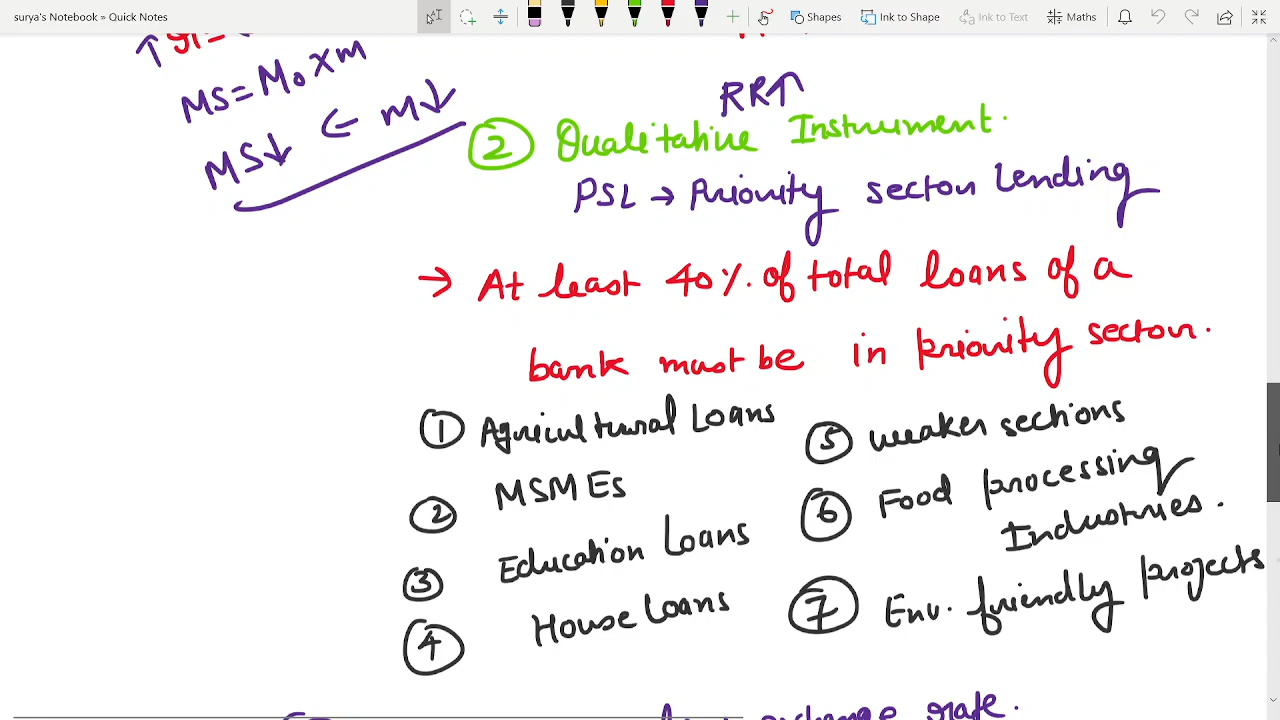 surya's Notebook » Quick Notes
Shapes
Ink to Shape
Ink to Text
Maths
MS = M₀ x m
MS↓ ← m↓
RR↑
② Qualitative Instrument.
PSL → Priority sector lending
→ At least 40% of total loans of a
bank must be in priority sector.
① Agricultural Loans
② MSMEs
③ Education Loans
④ House Loans
⑤ weaker sections
⑥ Food processing
Industries.
⑦ Env. friendly projects
exchange rate.